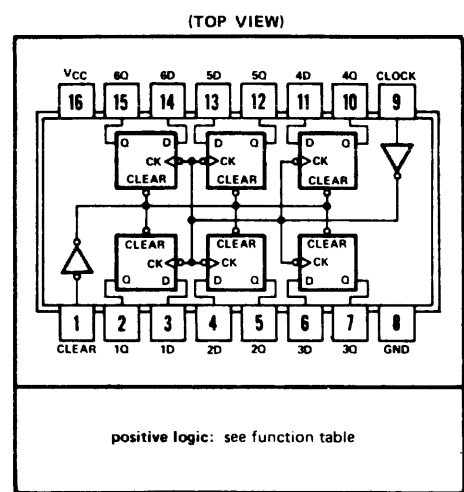 (TOP VIEW)
VCC 6Q 6D 5D 5Q 4D 4Q CLOCK
16 15 14 13 12 11 10 9
Q D D Q D Q
CK CK CK
CLEAR CLEAR CLEAR
CLEAR CLEAR CLEAR
CK CK CK
Q D D Q D Q
1 2 3 4 5 6 7 8
CLEAR 1Q 1D 2D 2Q 3D 3Q GND
positive logic: see function table